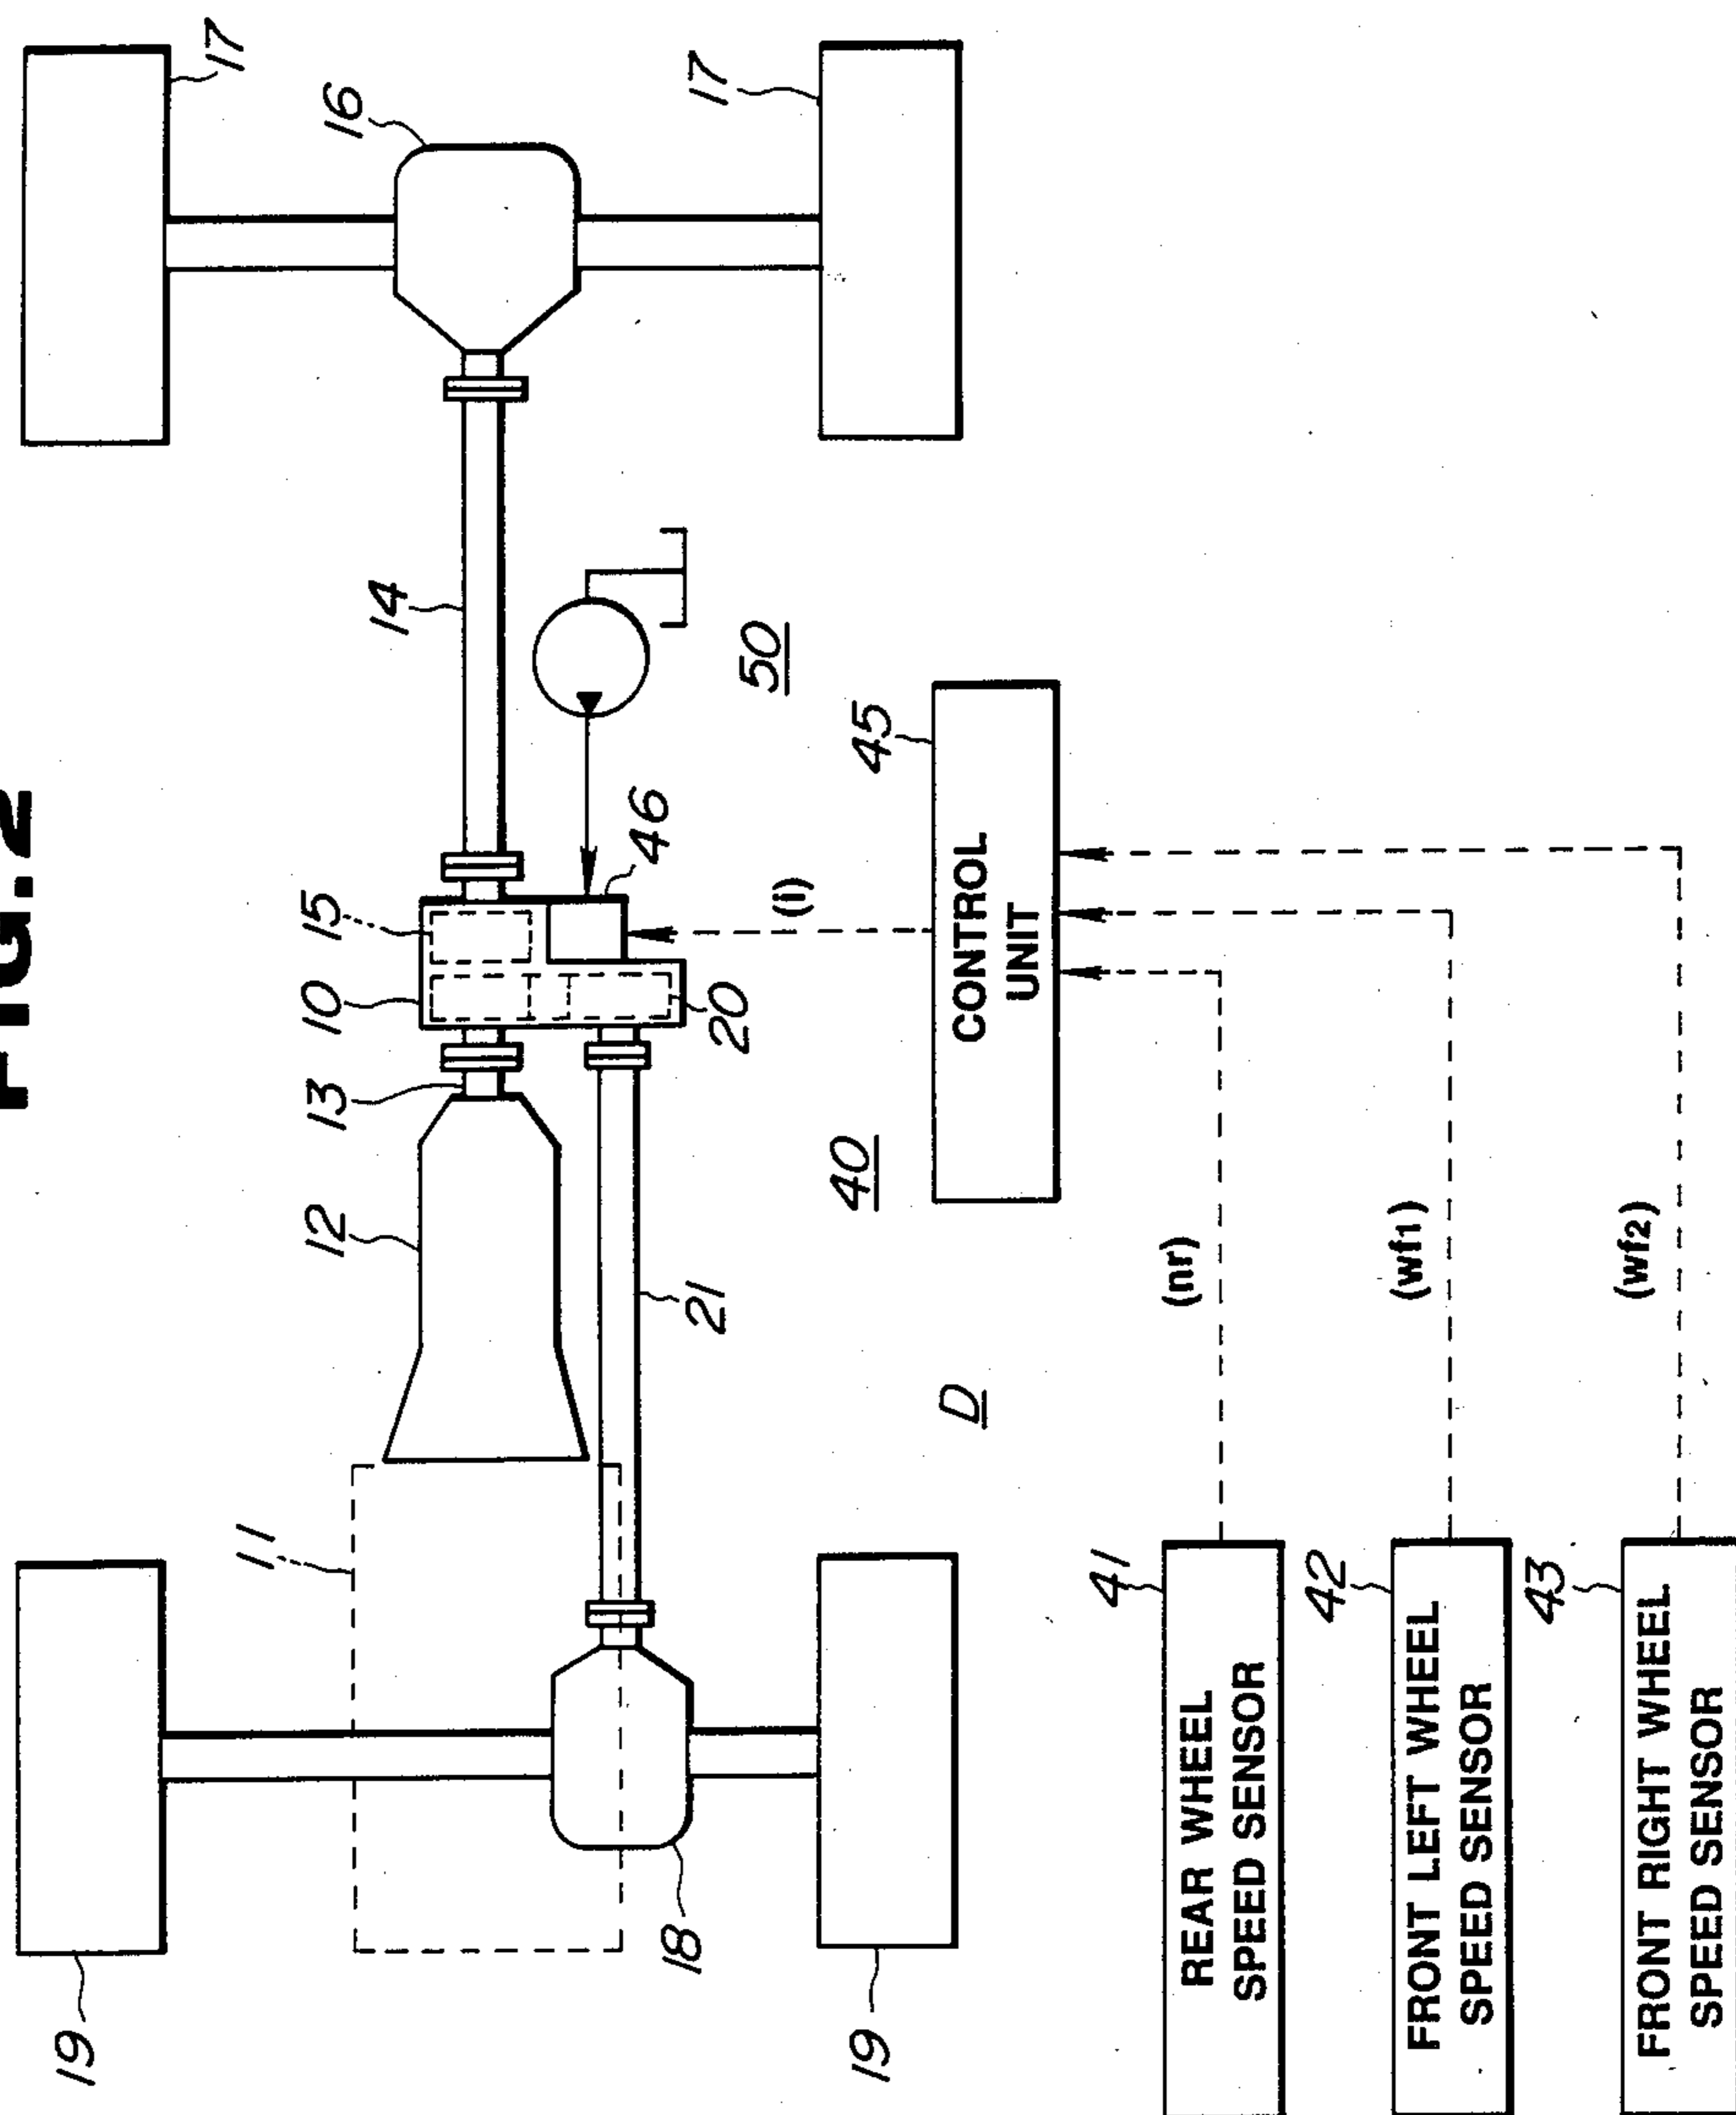 FIG.2
19
11
12
13
10
15
14
16
17
17
18
21
20
46
50
19
D
40
45
CONTROL
UNIT
(i)
41
REAR WHEEL
SPEED SENSOR
(nr)
42
FRONT LEFT WHEEL
SPEED SENSOR
(wf1)
43
FRONT RIGHT WHEEL
SPEED SENSOR
(wf2)